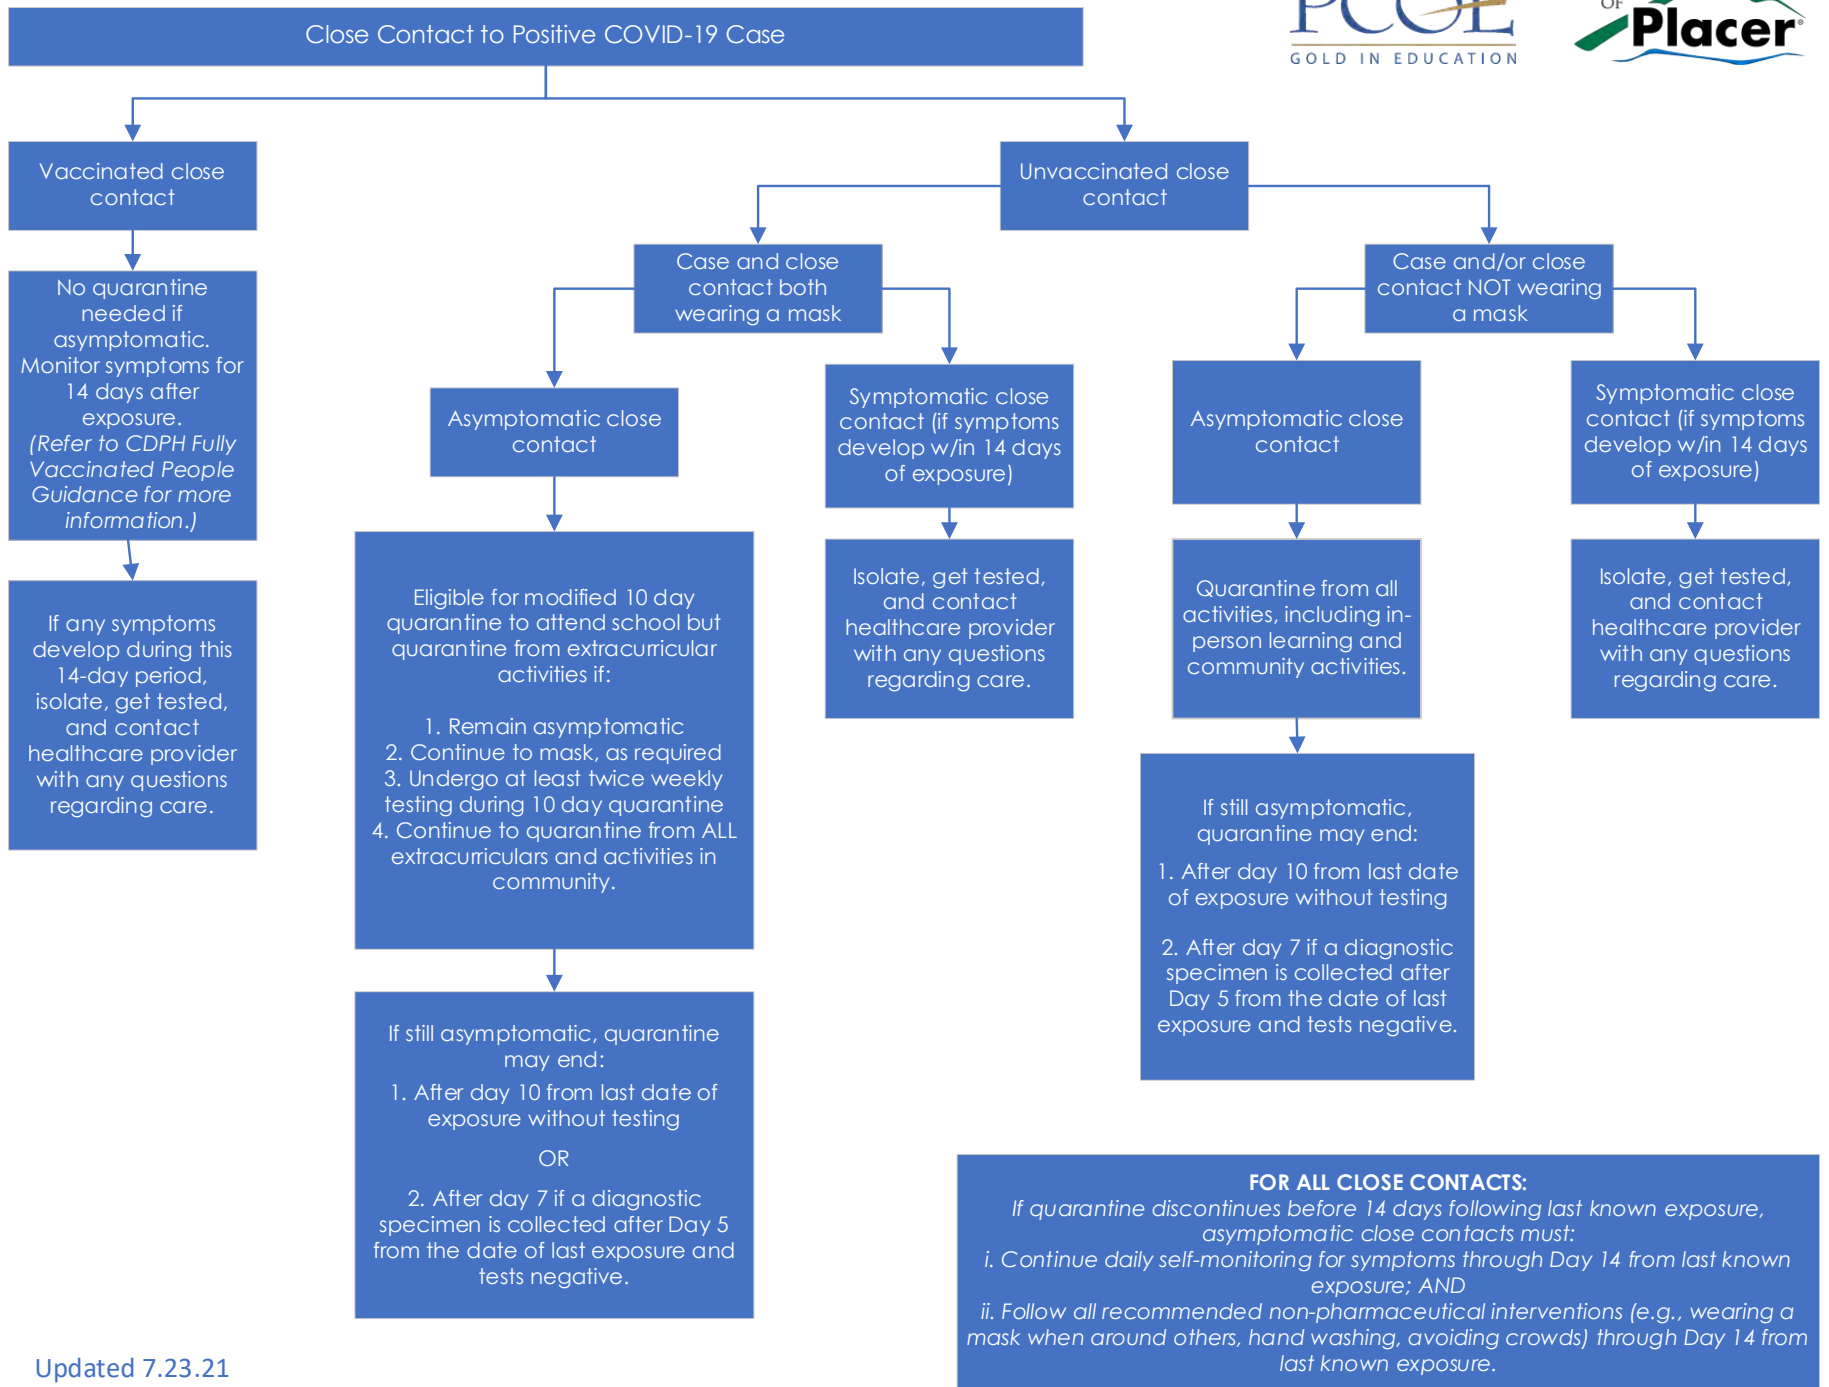 Close Contact to Positive COVID-19 Case
PCOE
GOLD IN EDUCATION
OF
Placer
Vaccinated close
contact
No quarantine
needed if
asymptomatic.
Monitor symptoms for
14 days after
exposure.
(Refer to CDPH Fully
Vaccinated People
Guidance for more
information.)
If any symptoms
develop during this
14-day period,
isolate, get tested,
and contact
healthcare provider
with any questions
regarding care.
Unvaccinated close
contact
Case and close
contact both
wearing a mask
Asymptomatic close
contact
Eligible for modified 10 day
quarantine to attend school but
quarantine from extracurricular
activities if:
1. Remain asymptomatic
2. Continue to mask, as required
3. Undergo at least twice weekly
testing during 10 day quarantine
4. Continue to quarantine from ALL
extracurriculars and activities in
community.
If still asymptomatic, quarantine
may end:
1. After day 10 from last date of
exposure without testing
OR
2. After day 7 if a diagnostic
specimen is collected after Day 5
from the date of last exposure and
tests negative.
Symptomatic close
contact (if symptoms
develop w/in 14 days
of exposure)
Isolate, get tested,
and contact
healthcare provider
with any questions
regarding care.
Case and/or close
contact NOT wearing
a mask
Asymptomatic close
contact
Quarantine from all
activities, including in-
person learning and
community activities.
If still asymptomatic,
quarantine may end:
1. After day 10 from last date
of exposure without testing
2. After day 7 if a diagnostic
specimen is collected after
Day 5 from the date of last
exposure and tests negative.
Symptomatic close
contact (if symptoms
develop w/in 14 days
of exposure)
Isolate, get tested,
and contact
healthcare provider
with any questions
regarding care.
FOR ALL CLOSE CONTACTS:
If quarantine discontinues before 14 days following last known exposure,
asymptomatic close contacts must:
i. Continue daily self-monitoring for symptoms through Day 14 from last known
exposure; AND
ii. Follow all recommended non-pharmaceutical interventions (e.g., wearing a
mask when around others, hand washing, avoiding crowds) through Day 14 from
last known exposure.
Updated 7.23.21